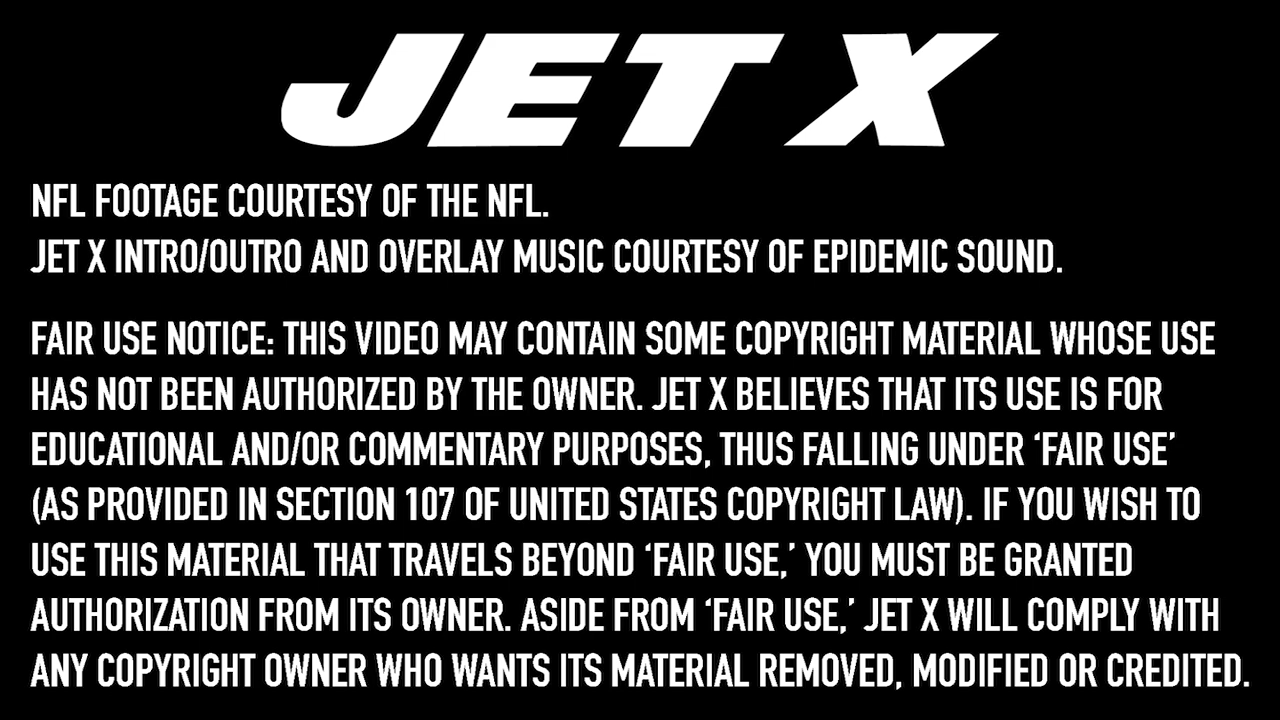 JET X
NFL FOOTAGE COURTESY OF THE NFL.
JET X INTRO/OUTRO AND OVERLAY MUSIC COURTESY OF EPIDEMIC SOUND.
FAIR USE NOTICE: THIS VIDEO MAY CONTAIN SOME COPYRIGHT MATERIAL WHOSE USE
HAS NOT BEEN AUTHORIZED BY THE OWNER. JET X BELIEVES THAT ITS USE IS FOR
EDUCATIONAL AND/OR COMMENTARY PURPOSES, THUS FALLING UNDER ‘FAIR USE’
(AS PROVIDED IN SECTION 107 OF UNITED STATES COPYRIGHT LAW). IF YOU WISH TO
USE THIS MATERIAL THAT TRAVELS BEYOND ‘FAIR USE,’ YOU MUST BE GRANTED
AUTHORIZATION FROM ITS OWNER. ASIDE FROM ‘FAIR USE,’ JET X WILL COMPLY WITH
ANY COPYRIGHT OWNER WHO WANTS ITS MATERIAL REMOVED, MODIFIED OR CREDITED.